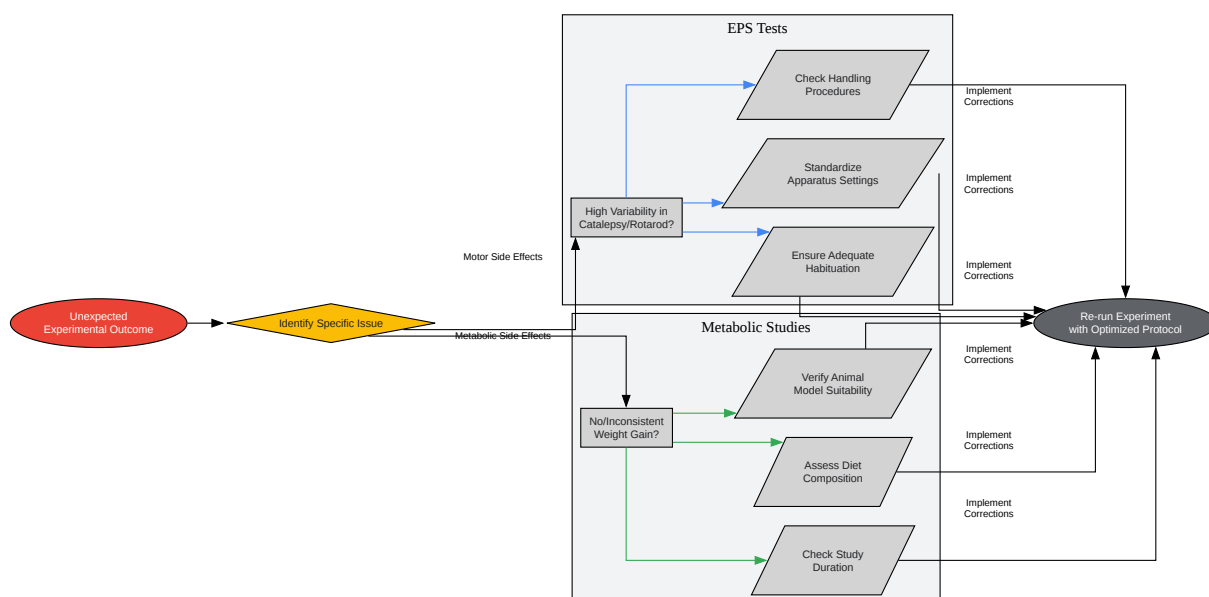 EPS Tests
Check Handling
Procedures
Implement
Corrections
Standardize
Apparatus Settings
Implement
Corrections
High Variability in
Catalepsy/Rotarod?
Ensure Adequate
Habituation
Motor Side Effects
Implement
Corrections
Unexpected
Experimental Outcome
Identify Specific Issue
Metabolic Side Effects
Metabolic Studies
Re-run Experiment
with Optimized Protocol
Implement
Corrections
Verify Animal
Model Suitability
No/Inconsistent
Weight Gain?
Implement
Corrections
Assess Diet
Composition
Implement
Corrections
Check Study
Duration